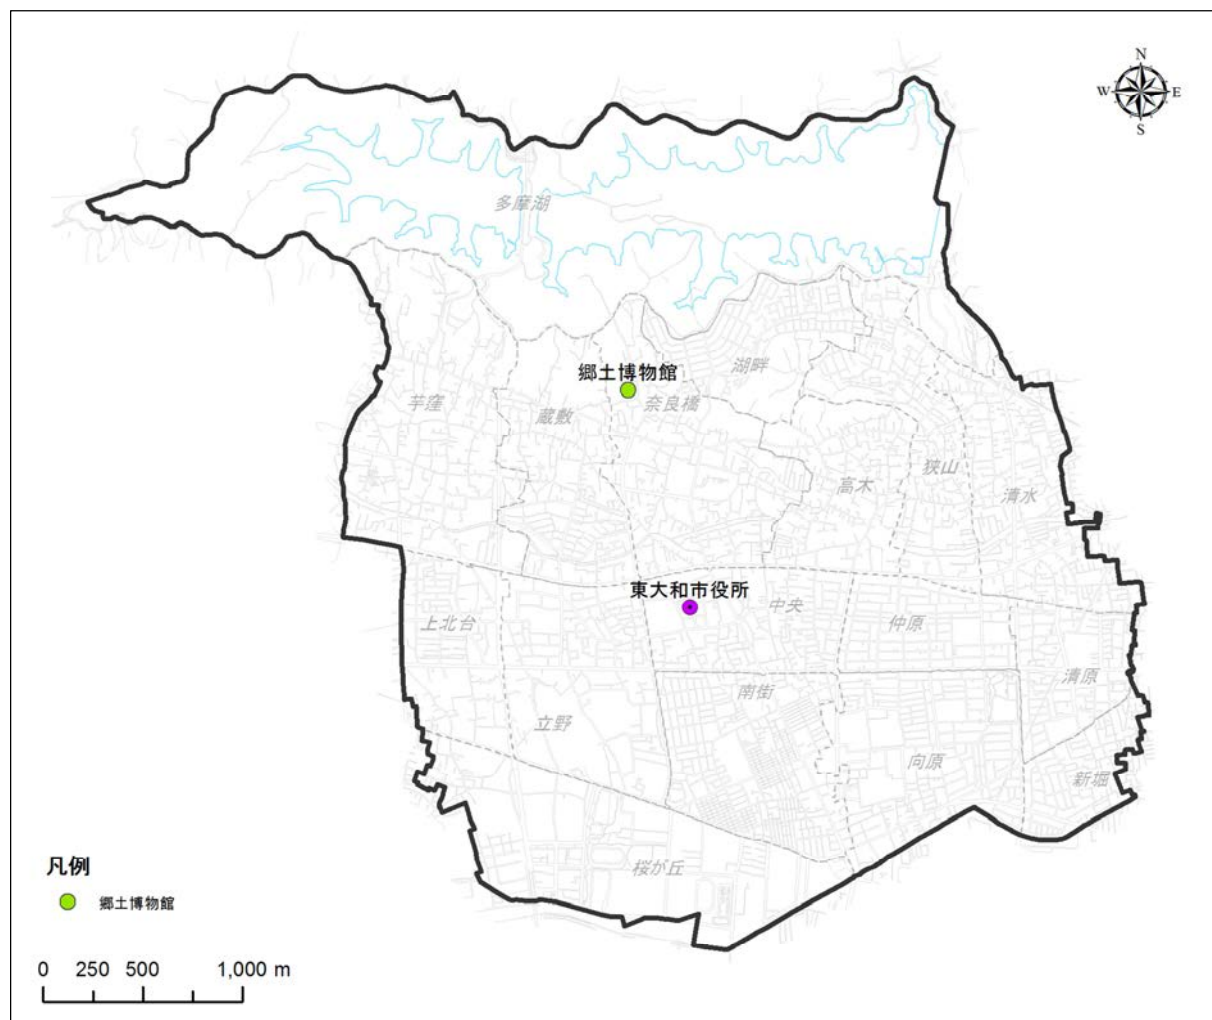 N
W E
S
多摩湖
郷土博物館
湖畔
芋窪
蔵敷
奈良橋
高木
狭山
清水
東大和市役所
中央
上北台
仲原
清原
南街
立野
向原
新堀
桜が丘
凡例
郷土博物館
0 250 500 1,000 m